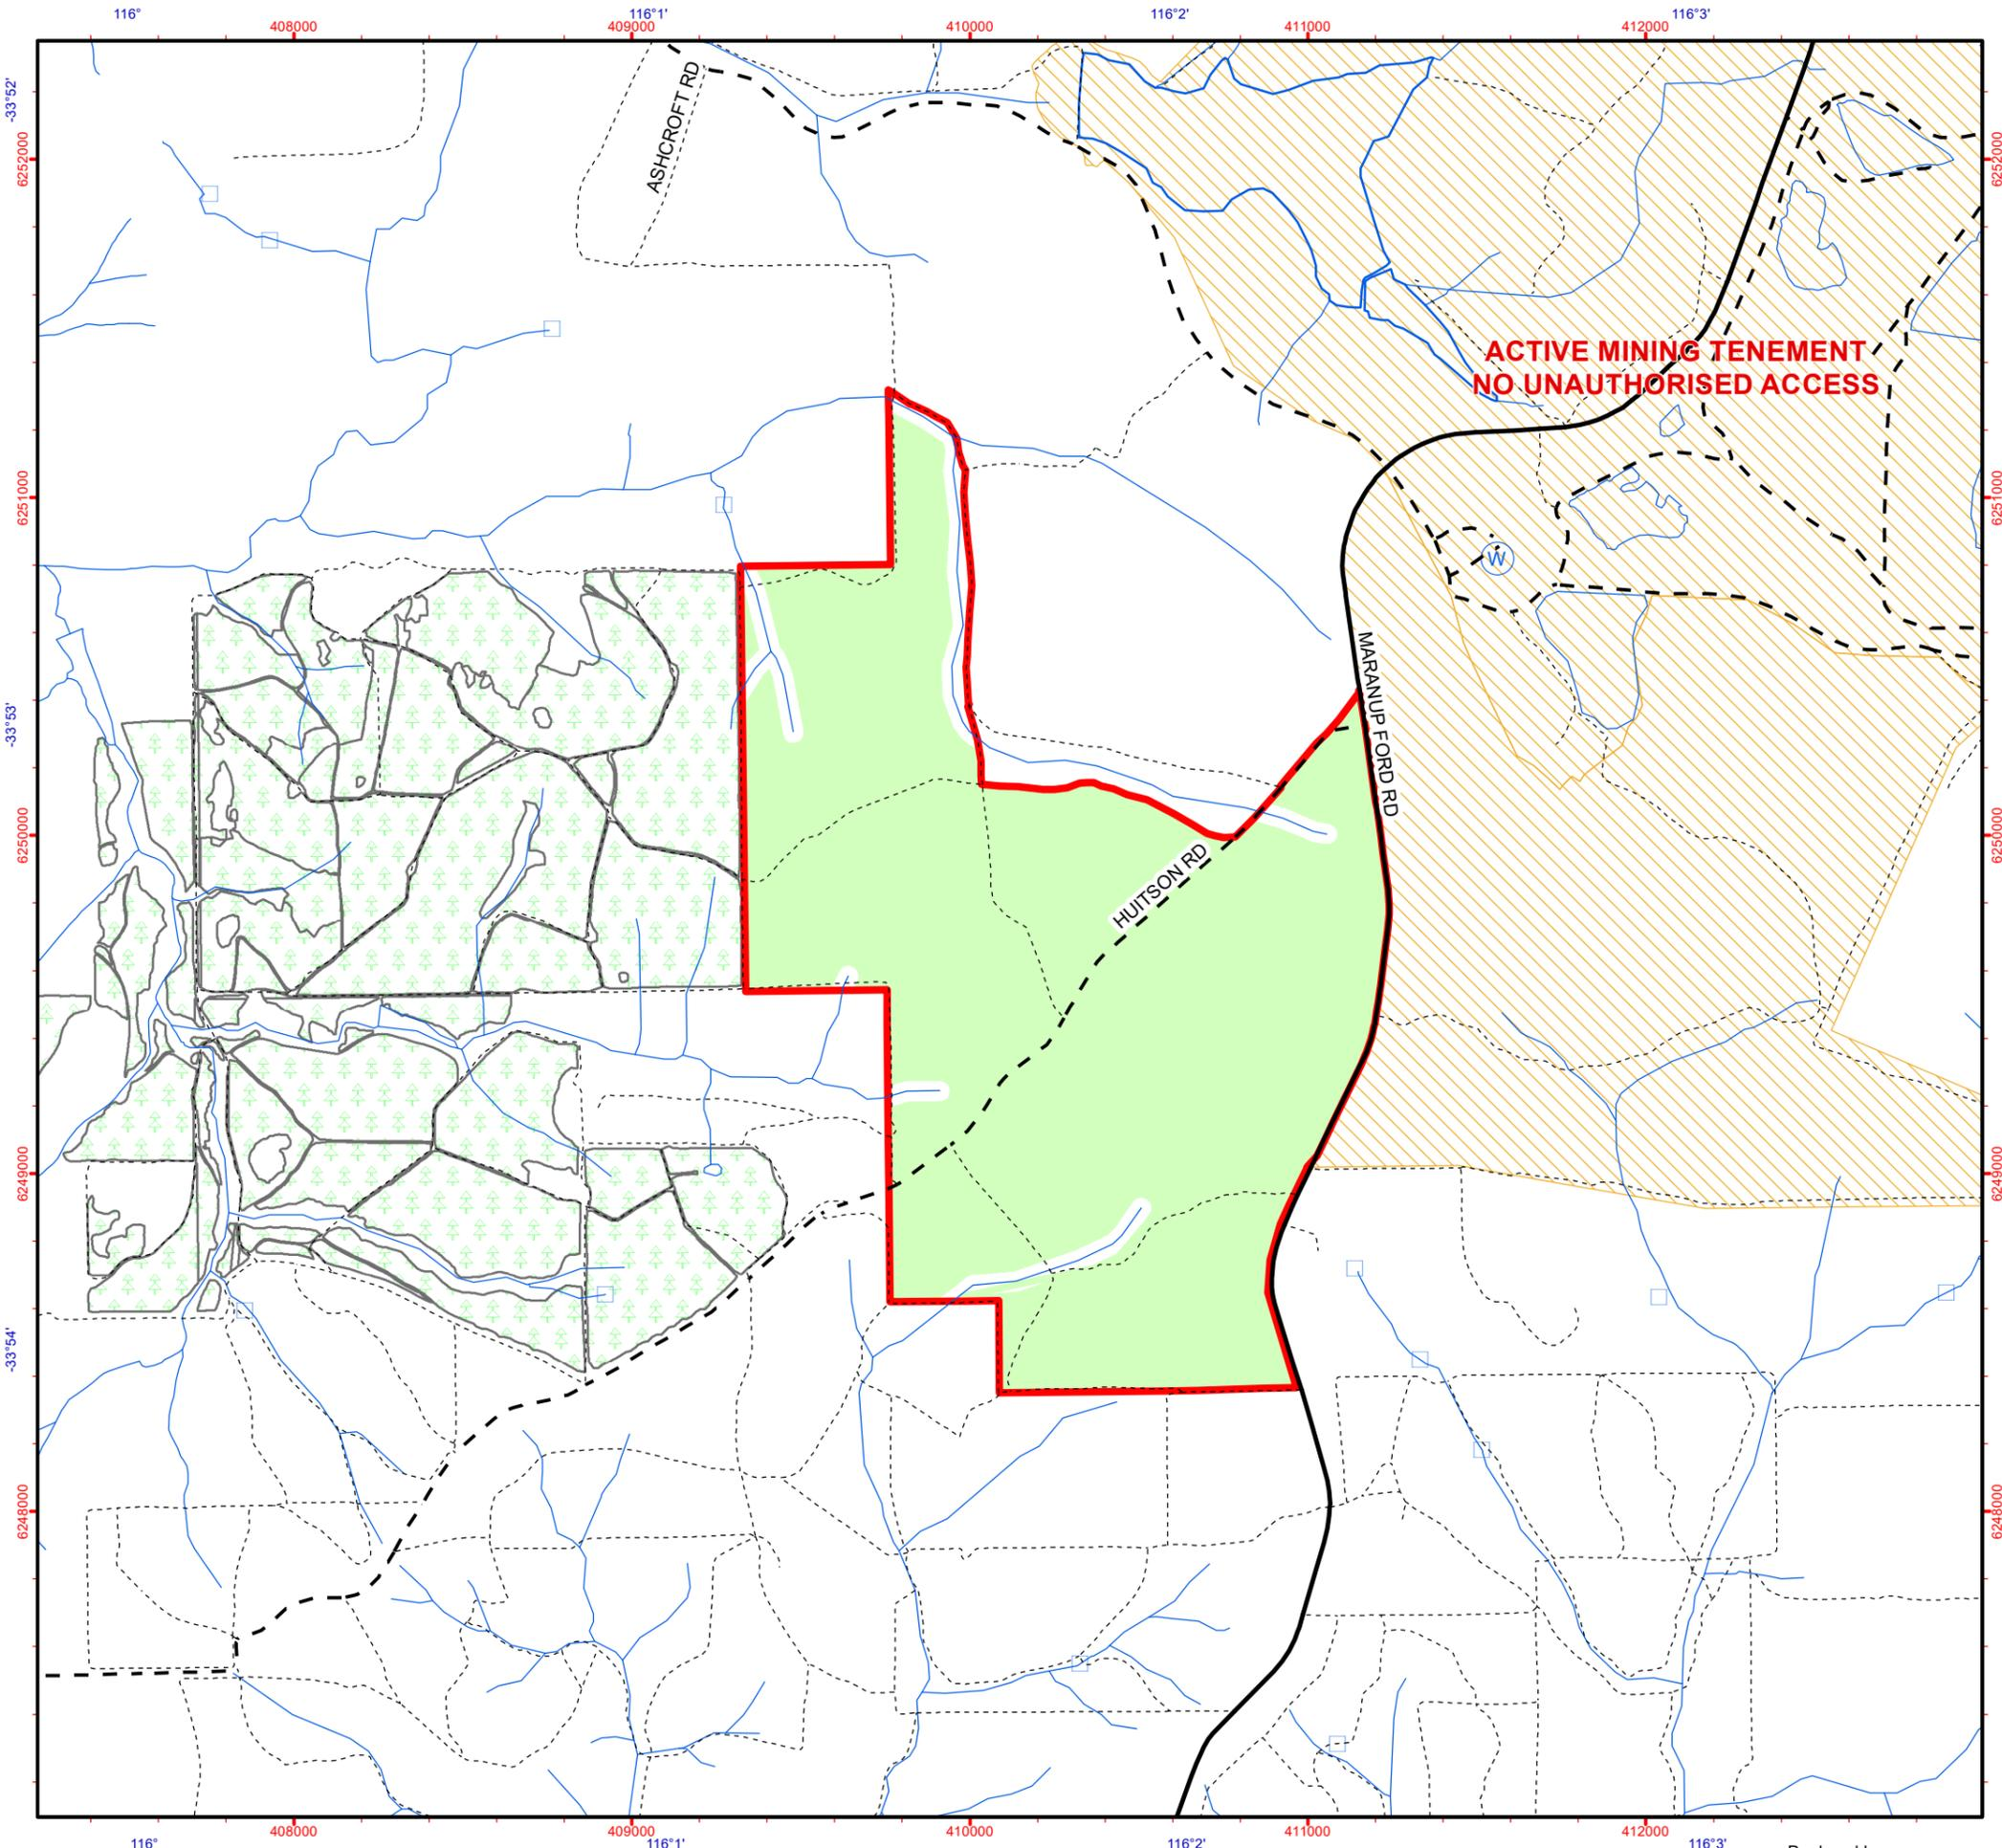 116° 116°1' 116°2' 116°3'
408000 409000 410000 411000 412000
-33°52'
ASHCROFT RD
6252000
6252000
ACTIVE MINING TENEMENT
NO UNAUTHORISED ACCESS
6251000
6251000
W
MARANUP FORD RD
-33°53'
6250000
6250000
HUITSON RD
6249000
6249000
-33°54'
6248000
6248000
408000 409000 410000 411000 412000
116° 116°1' 116°2' 116°3'